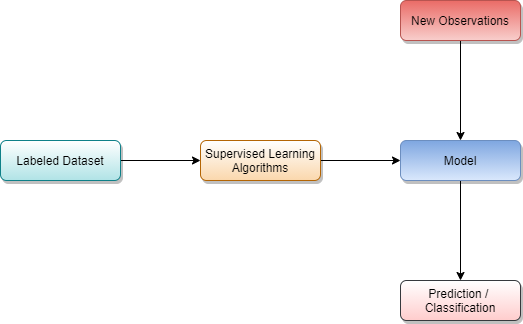 New Observations
Labeled Dataset
Supervised Learning
Algorithms
Model
Prediction /
Classification